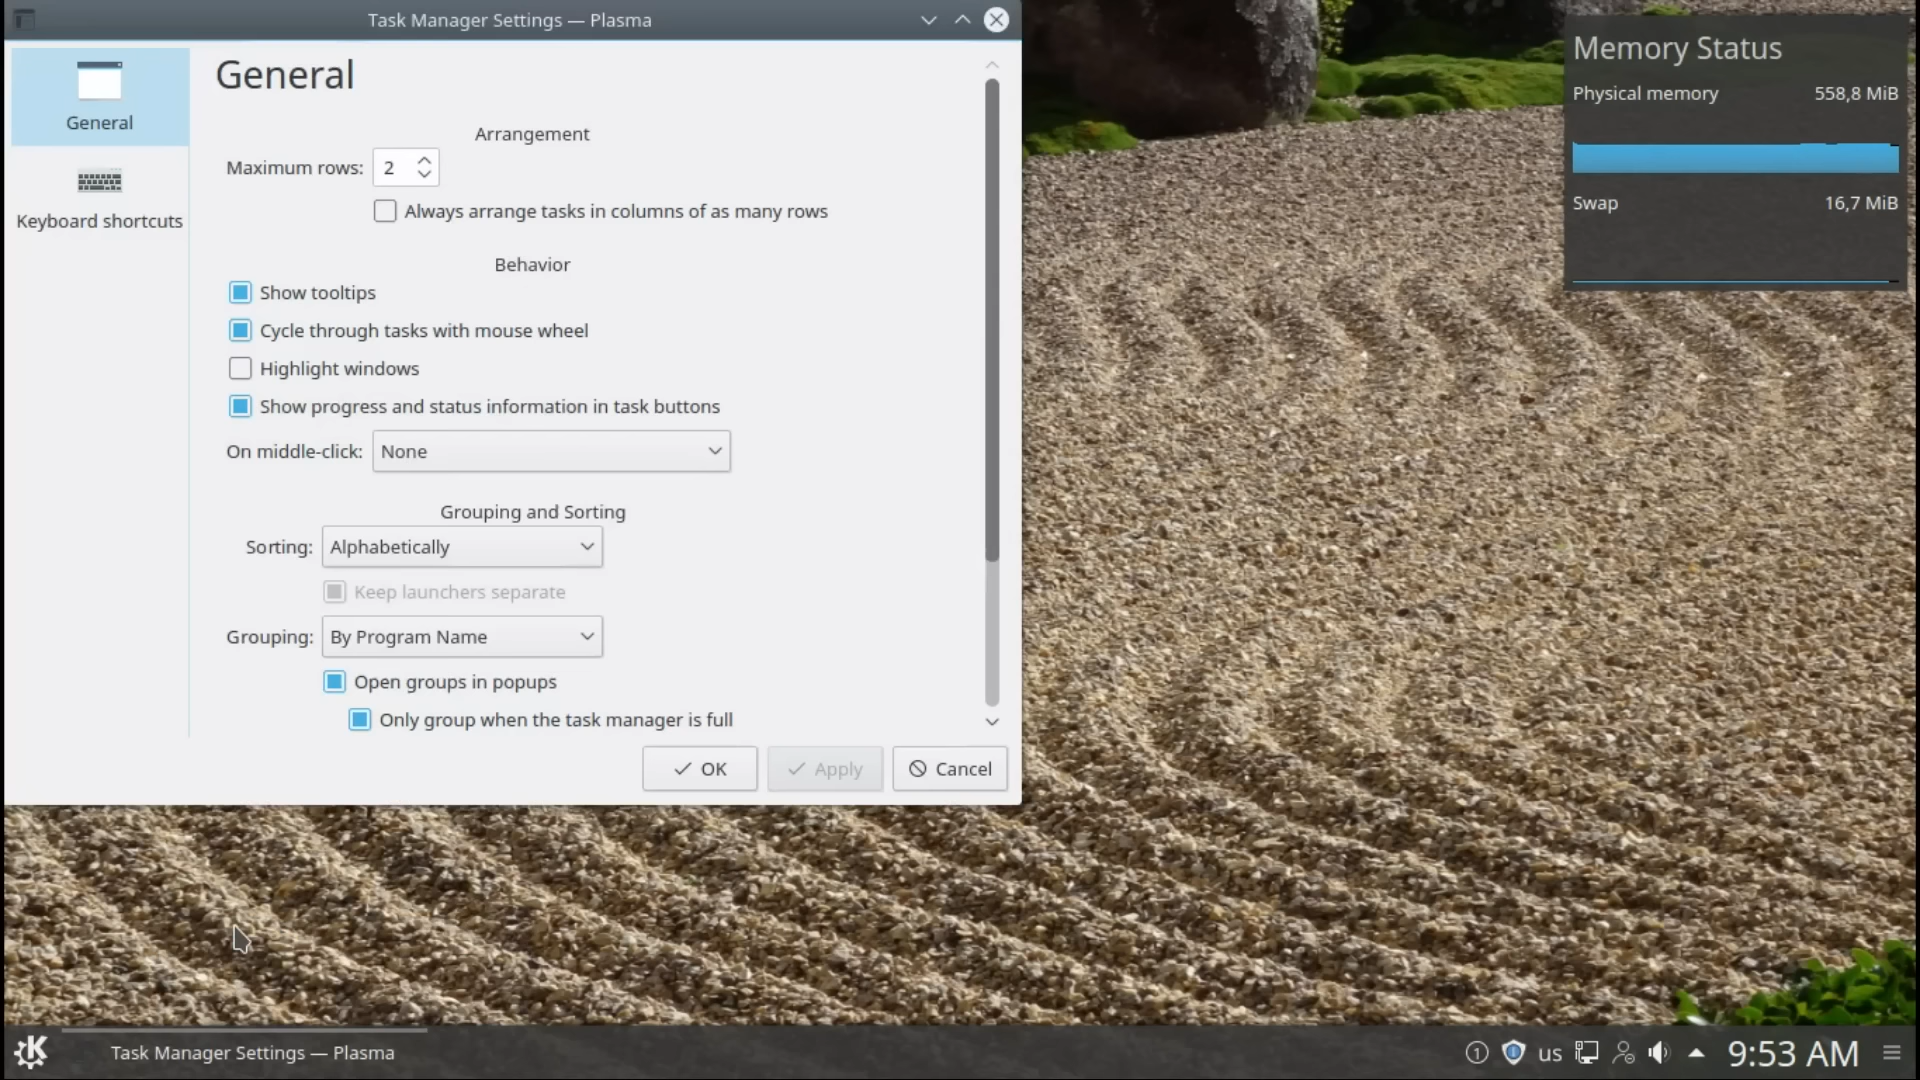 Task Manager Settings — Plasma
General
Keyboard shortcuts
General
Arrangement
Maximum rows: 2
Always arrange tasks in columns of as many rows
Behavior
Show tooltips
Cycle through tasks with mouse wheel
Highlight windows
Show progress and status information in task buttons
On middle-click: None
Grouping and Sorting
Sorting: Alphabetically
Keep launchers separate
Grouping: By Program Name
Open groups in popups
Only group when the task manager is full
OK Apply Cancel
Memory Status
Physical memory 558,8 MiB
Swap 16,7 MiB
Task Manager Settings — Plasma
1 us 9:53 AM